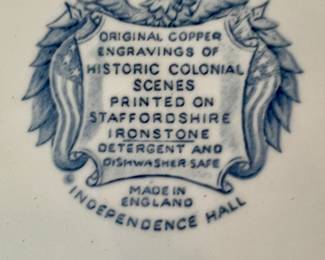 ORIGINAL COPPER
ENGRAVINGS OF
HISTORIC COLONIAL
SCENES
PRINTED ON
STAFFORDSHIRE
IRONSTONE
DETERGENT AND
DISHWASHER SAFE
MADE IN
ENGLAND
INDEPENDENCE HALL